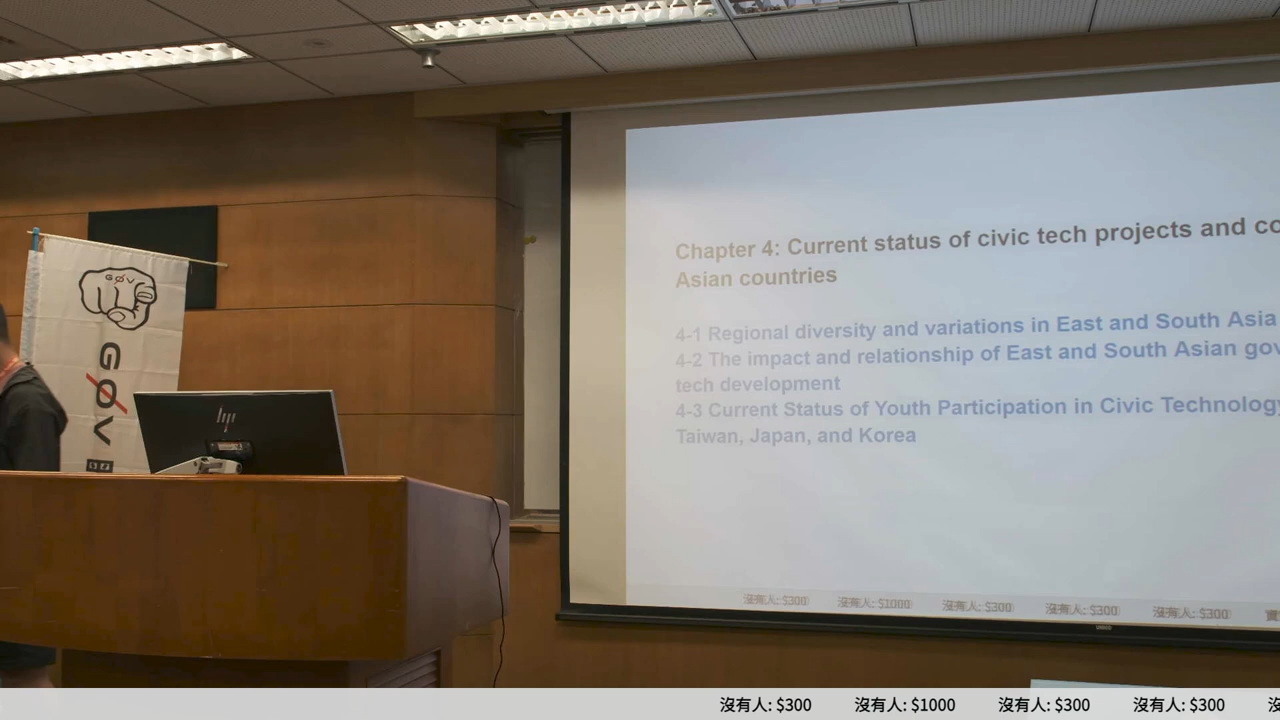 GØV
GØV
hp
Chapter 4: Current status of civic tech projects and co
Asian countries
4-1 Regional diversity and variations in East and South Asia
4-2 The impact and relationship of East and South Asian gov
tech development
4-3 Current Status of Youth Participation in Civic Technology
Taiwan, Japan, and Korea
沒有人: $300 沒有人: $1000 沒有人: $300 沒有人: $300 沒有人: $300
沒有人: $300 沒有人: $1000 沒有人: $300 沒有人: $300